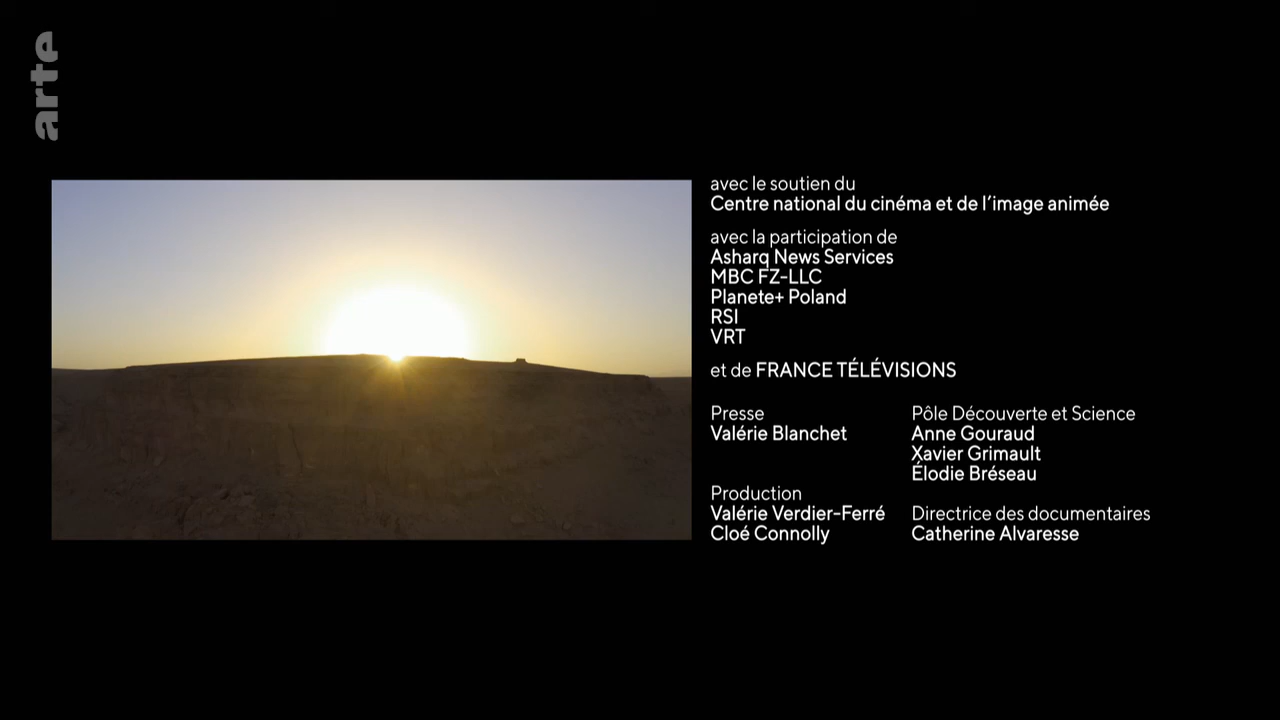 arte
avec le soutien du
Centre national du cinéma et de l'image animée
avec la participation de
Asharq News Services
MBC FZ-LLC
Planete+ Poland
RSI
VRT
et de FRANCE TÉLÉVISIONS
Presse
Valérie Blanchet
Production
Valérie Verdier-Ferré
Cloé Connolly
Pôle Découverte et Science
Anne Gouraud
Xavier Grimault
Élodie Bréseau
Directrice des documentaires
Catherine Alvaresse